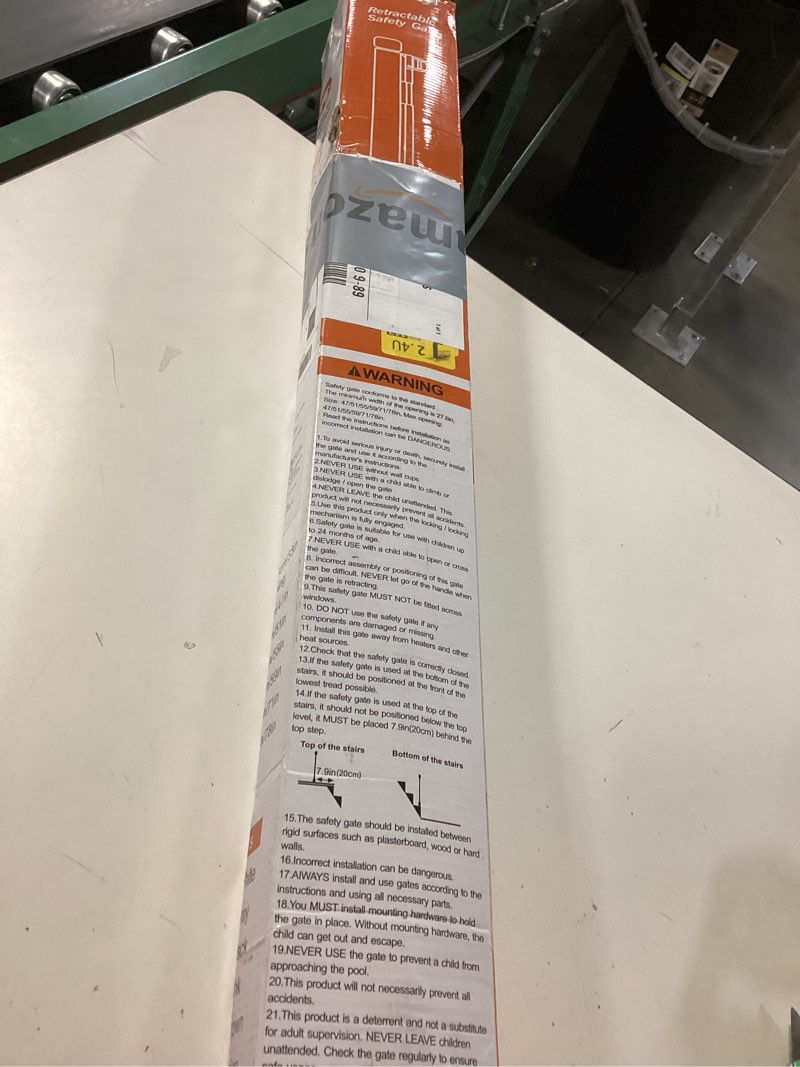 Retractable
Safety Ga
amazo
0 9-89
1 of 1
2.4U
WARNING
Safety gate conforms to the standard
The minimum width of the opening is 27.6in,
Size: 47/51/55/59/71/78in, Max opening:
47/51/55/59/71/78in.
Read the instructions before installation as
incorrect installation can be DANGEROUS.
1.To avoid serious injury or death, securely install
the gate and use it according to the
manufacturer's instructions.
2.NEVER USE without wall cups.
3.NEVER USE with a child able to climb or
dislodge / open the gate .
4.NEVER LEAVE the child unattended. This
product will not necessarily prevent all accidents.
5.Use this product only when the locking / locking
mechanism is fully engaged.
6.Safety gate is suitable for use with children up
to 24 months of age.
7.NEVER USE with a child able to open or cross
the gate.
8. Incorrect assembly or positioning of this gate
can be difficult. NEVER let go of the handle when
the gate is retracting.
9.This safety gate MUST NOT be fitted across
windows.
10. DO NOT use the safety gate if any
components are damaged or missing.
11. Install this gate away from heaters and other
heat sources.
12.Check that the safety gate is correctly closed.
13.If the safety gate is used at the bottom of the
stairs, it should be positioned at the front of the
lowest tread possible.
14.If the safety gate is used at the top of the
stairs, it should not be positioned below the top
level, it MUST be placed 7.9in(20cm) behind the
top step.
Top of the stairs
Bottom of the stairs
7.9in(20cm)
15.The safety gate should be installed between
rigid surfaces such as plasterboard, wood or hard
walls.
16.Incorrect installation can be dangerous.
17.AlWAYS install and use gates according to the
instructions and using all necessary parts.
18.You MUST install mounting hardware to hold
the gate in place. Without mounting hardware, the
child can get out and escape.
19.NEVER USE the gate to prevent a child from
approaching the pool.
20.This product will not necessarily prevent all
accidents.
21.This product is a deterrent and not a substitute
for adult supervision. NEVER LEAVE children
unattended. Check the gate regularly to ensure